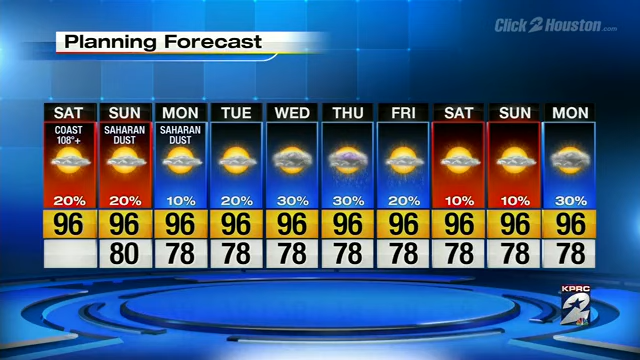 Click2Houston.com
Planning Forecast
SAT SUN MON TUE WED THU FRI SAT SUN MON
COAST SAHARAN SAHARAN
108°+ DUST DUST
20% 20% 10% 20% 30% 30% 20% 10% 10% 30%
96 96 96 96 96 96 96 96 96 96
80 78 78 78 78 78 78 78 78
KPRC
2